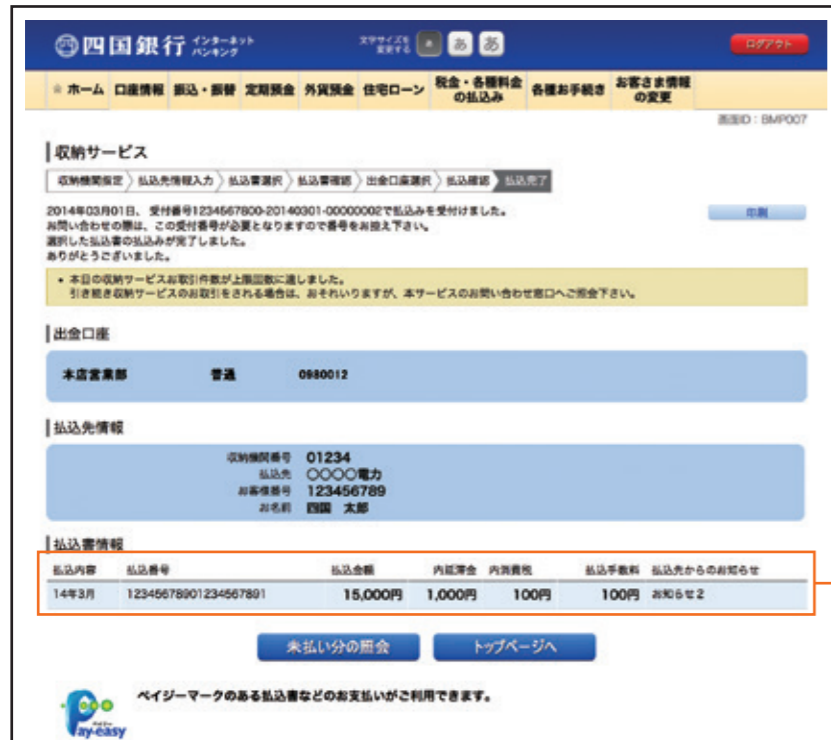 四国銀行 インターネットバンキング 文字サイズを変更する あ あ あ ログアウト
ホーム 口座情報 振込・振替 定期預金 外貨預金 住宅ローン 税金・各種料金の払込み 各種お手続き お客さま情報の変更
画面ID：BMP007
収納サービス
収納機関指定 払込先情報入力 払込書選択 払込書確認 出金口座選択 払込確認 払込完了
2014年03月01日、 受付番号1234567800-20140301-00000002で払込みを受付けました。
印刷
お問い合わせの際は、この受付番号が必要となりますので番号をお控え下さい。
選択した払込書の払込みが完了しました。
ありがとうございました。
• 本日の収納サービスお取引件数が上限回数に達しました。
引き続き収納サービスのお取引をされる場合は、おそれいりますが、本サービスのお問い合わせ窓口へご照会下さい。
出金口座
本店営業部 普通 0980012
払込先情報
収納機関番号 01234
払込先 〇〇〇〇電力
お客様番号 123456789
お名前 四国 太郎
払込書情報
払込内容 払込番号 払込金額 内延滞金 内消費税 払込手数料 払込先からのお知らせ
14年3月 12345678901234567891 15,000円 1,000円 100円 100円 お知らせ2
未払い分の照会 トップページへ
ペイジーマークのある払込書などのお支払いがご利用できます。
ペイジー
Pay-easy